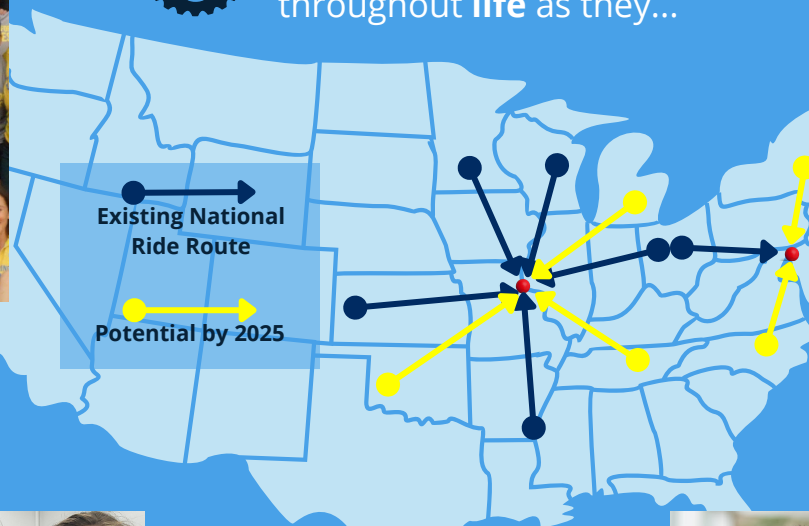 throughout life as they...
Existing National
Ride Route
Potential by 2025